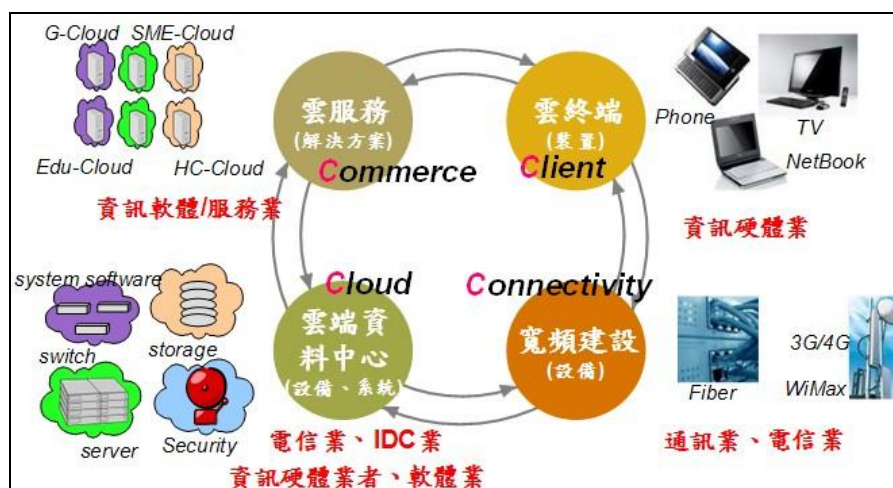 G-Cloud SME-Cloud
Edu-Cloud HC-Cloud
資訊軟體/服務業
雲服務
(解決方案)
Commerce
雲終端
(裝置)
Client
Phone
TV
NetBook
資訊硬體業
system software
switch
storage
server
Security
Cloud
雲端資
料中心
(設備、系統)
電信業、IDC業
資訊硬體業者、軟體業
Connectivity
寬頻建設
(設備)
Fiber
3G/4G
WiMax
通訊業、電信業